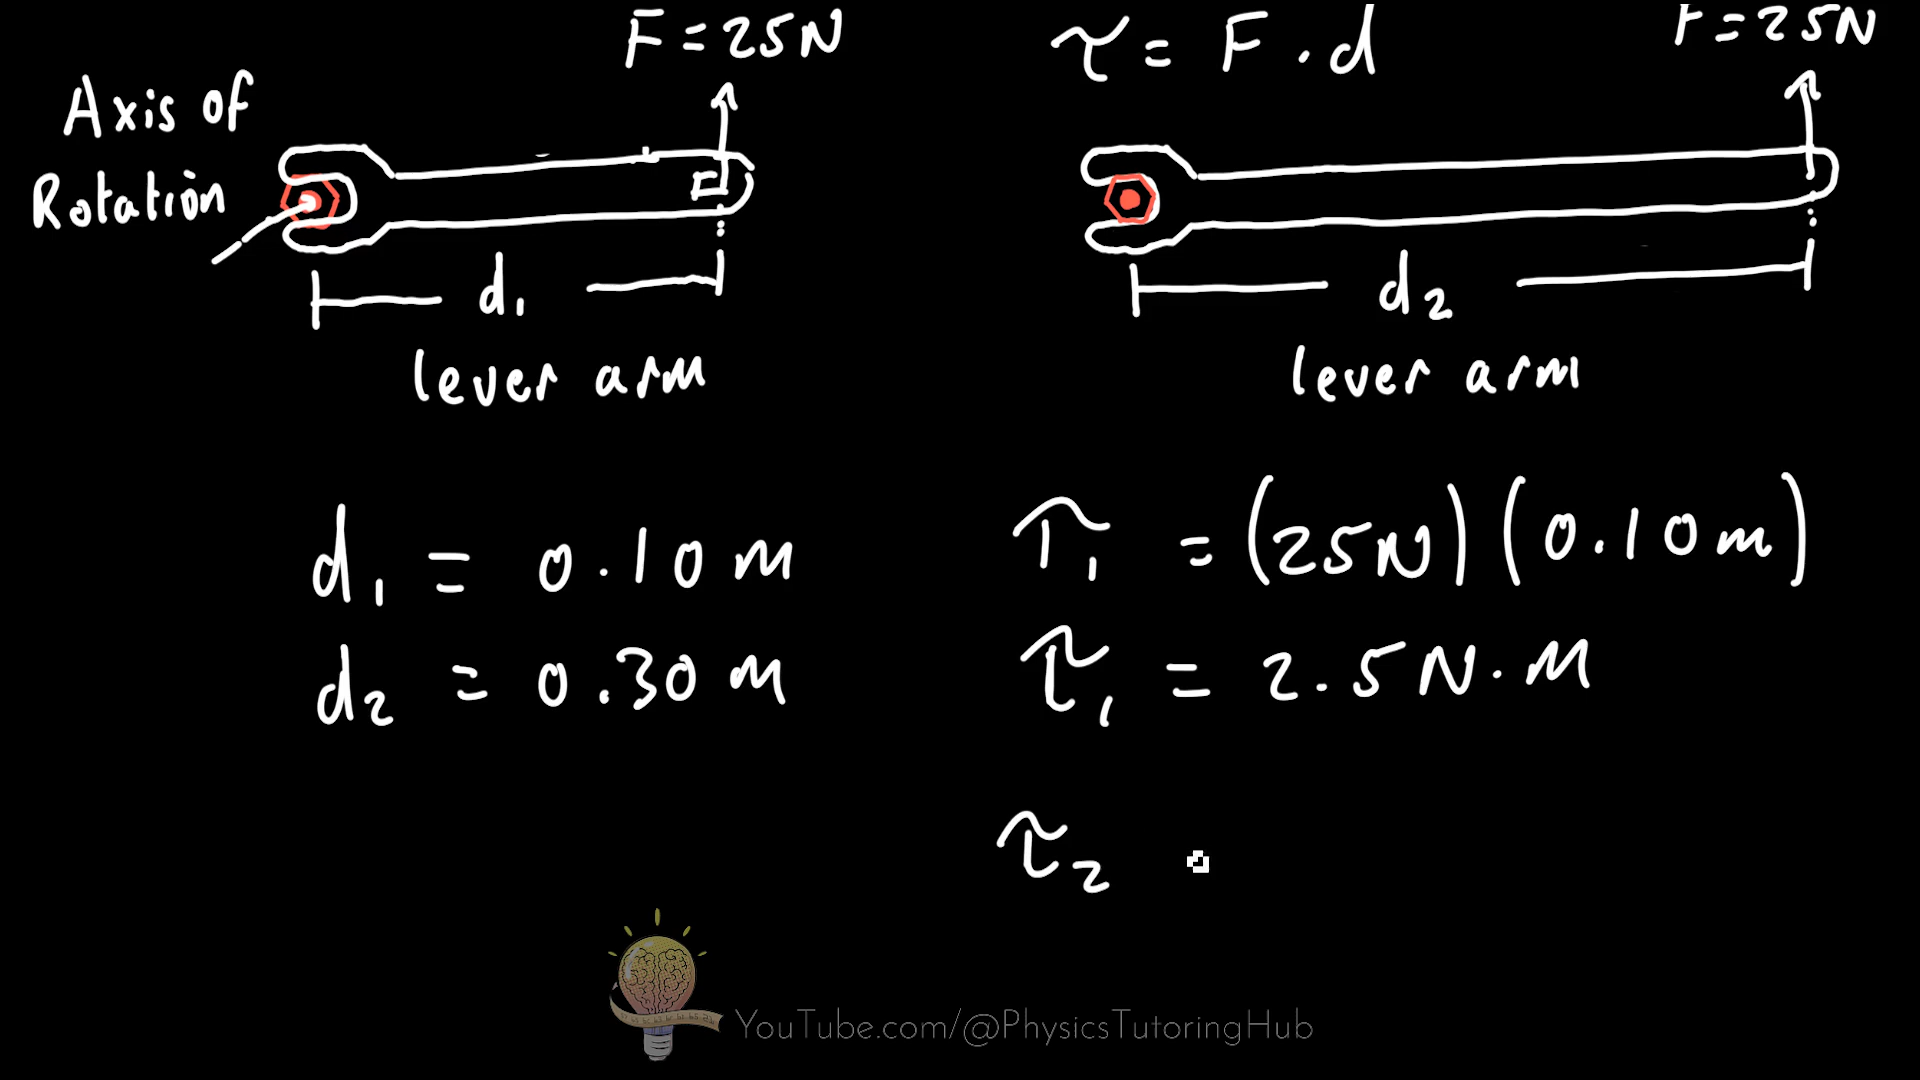 F = 25N
τ = F · d
F = 25N
Axis of
Rotation
d₁
d₂
lever arm
lever arm
d₁ = 0.10 m
d₂ = 0.30 m
τ₁ = (25N) (0.10m)
τ₁ = 2.5 N · m
τ₂
YouTube.com/@PhysicsTutoringHub